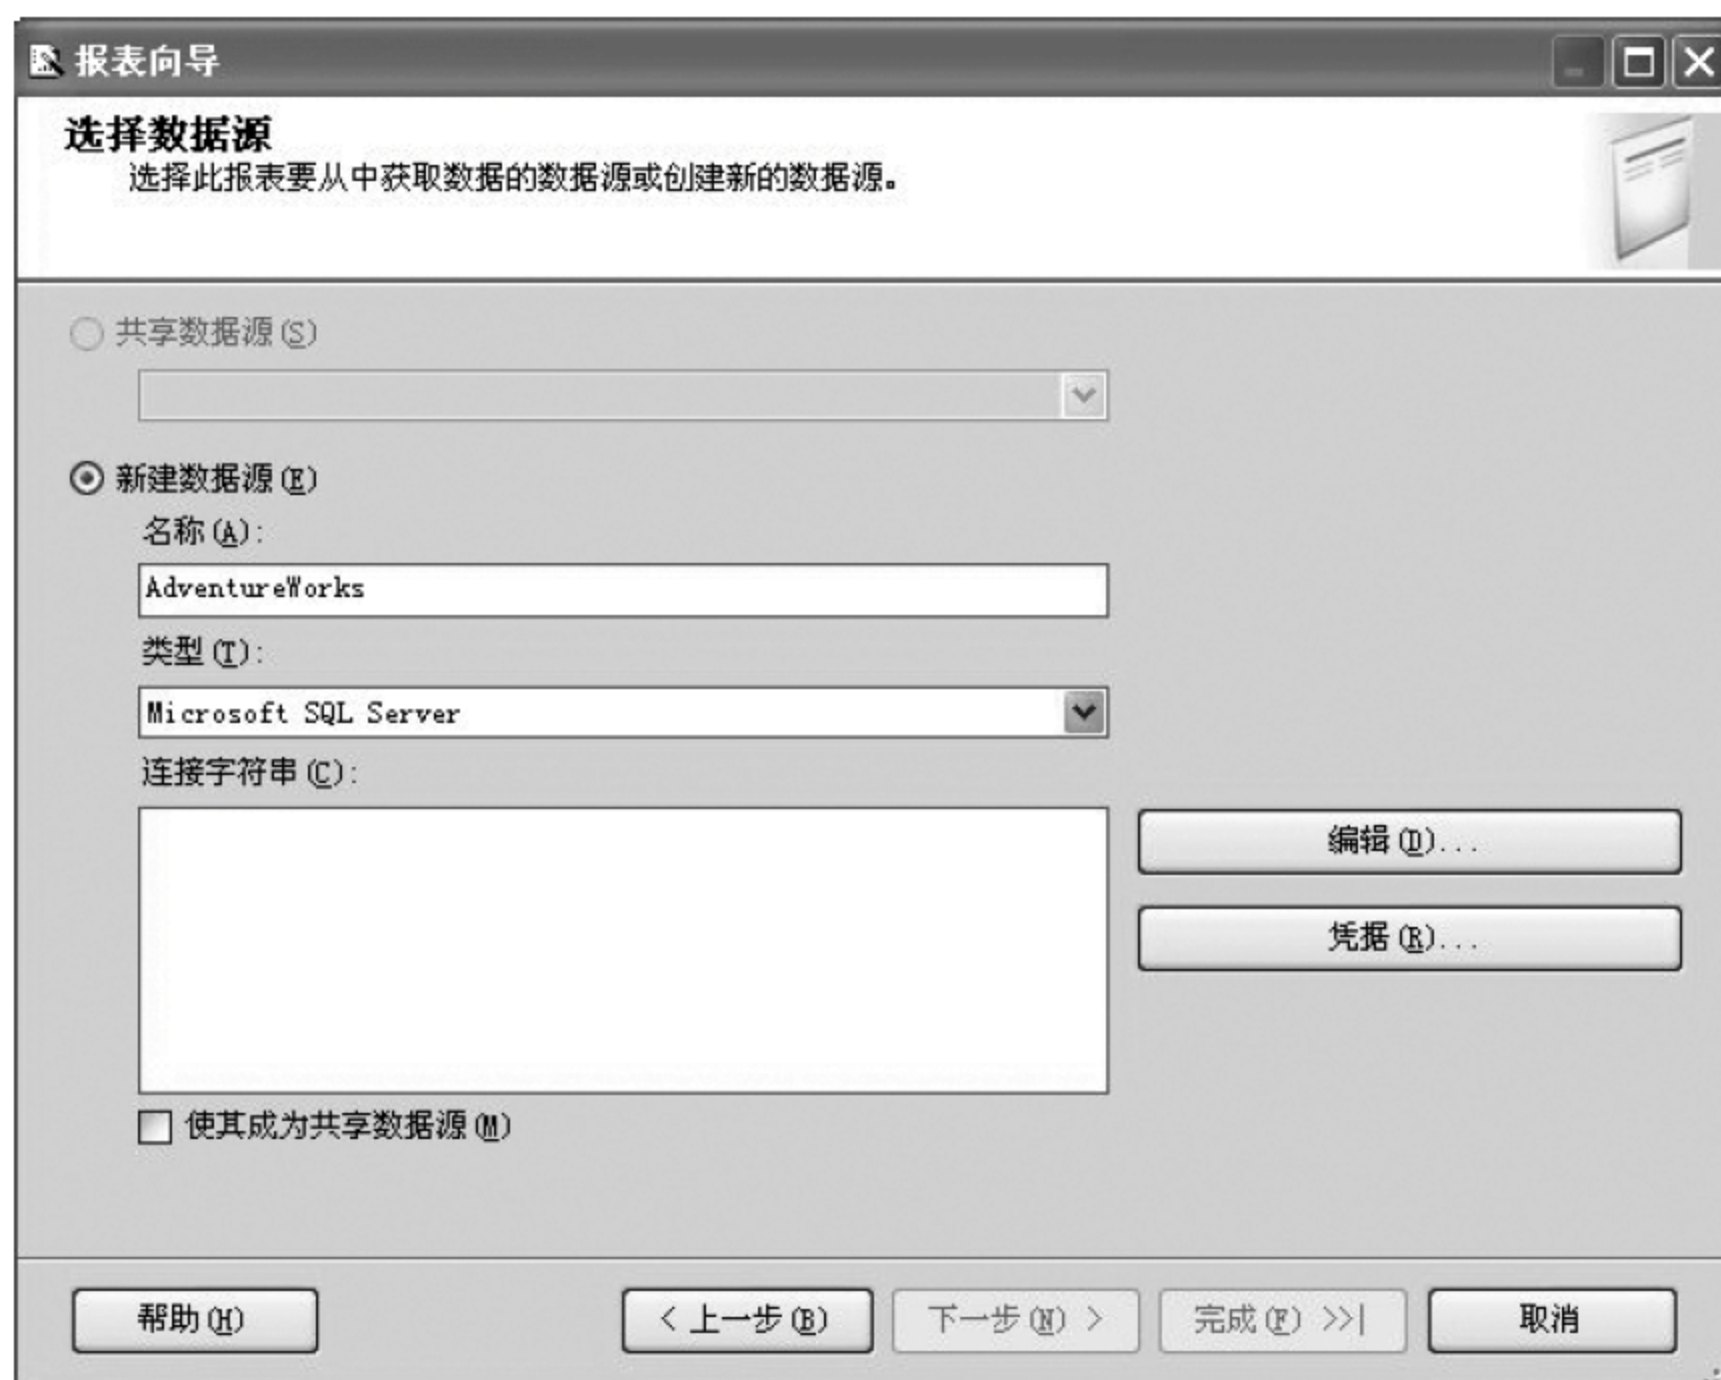 报表向导
选择数据源
选择此报表要从中获取数据的数据源或创建新的数据源。
共享数据源(S)
新建数据源(E)
名称(A):
AdventureWorks
类型(T):
Microsoft SQL Server
连接字符串(C):
编辑(D)...
凭据(R)...
使其成为共享数据源(M)
帮助(H)
< 上一步(B)
下一步(N) >
完成(F) >>|
取消